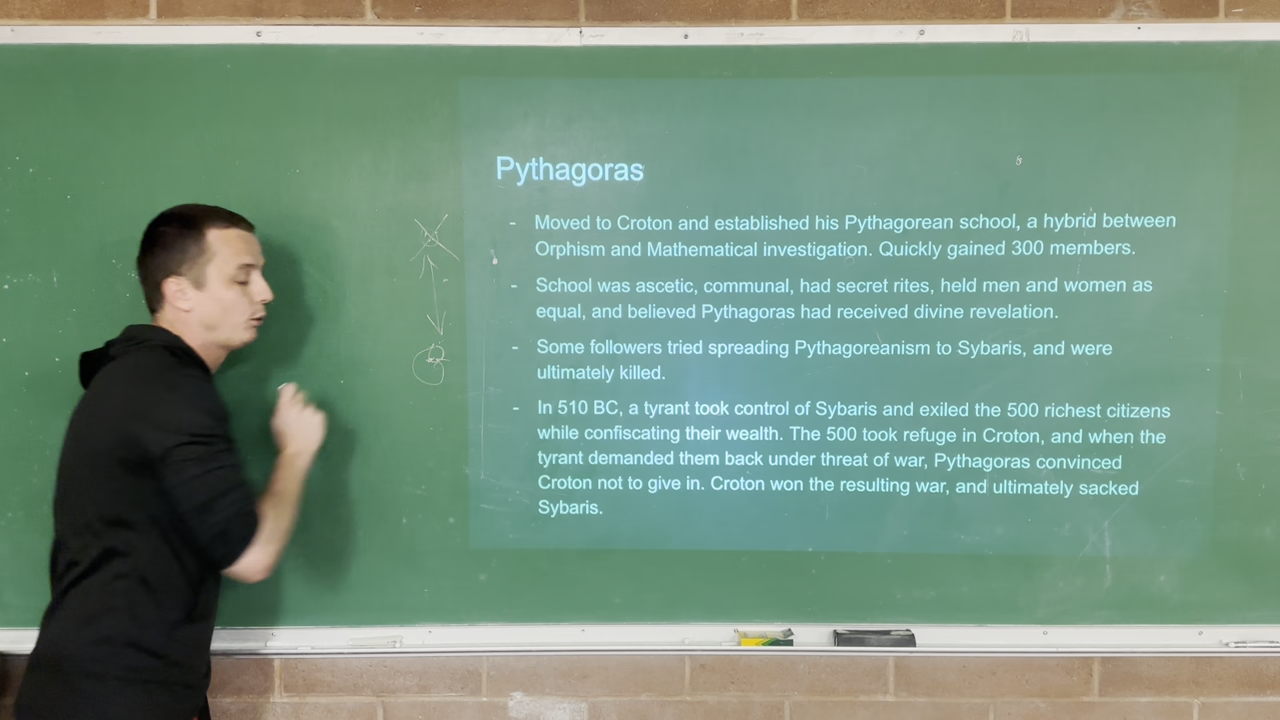 Pythagoras
- Moved to Croton and established his Pythagorean school, a hybrid between
Orphism and Mathematical investigation. Quickly gained 300 members.
- School was ascetic, communal, had secret rites, held men and women as
equal, and believed Pythagoras had received divine revelation.
- Some followers tried spreading Pythagoreanism to Sybaris, and were
ultimately killed.
- In 510 BC, a tyrant took control of Sybaris and exiled the 500 richest citizens
while confiscating their wealth. The 500 took refuge in Croton, and when the
tyrant demanded them back under threat of war, Pythagoras convinced
Croton not to give in. Croton won the resulting war, and ultimately sacked
Sybaris.